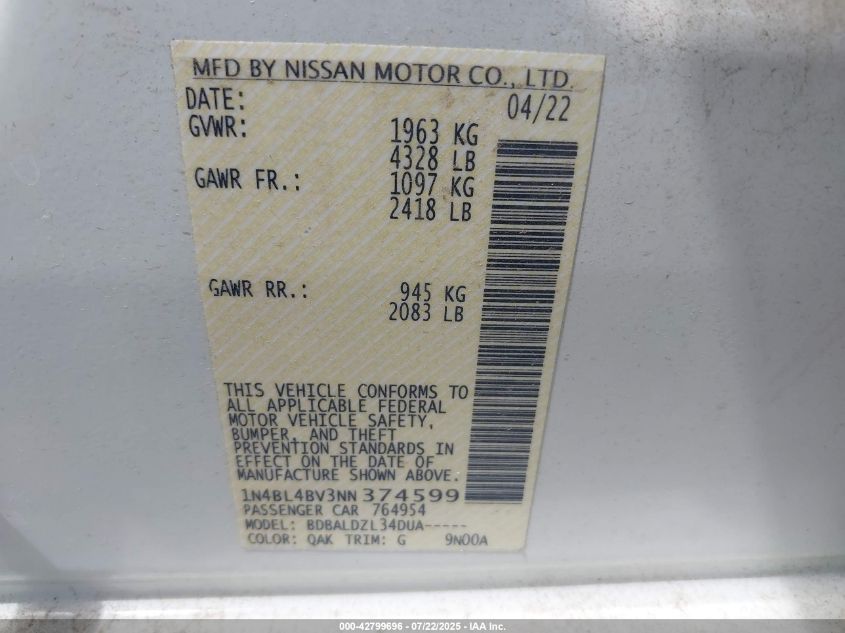 MFD BY NISSAN MOTOR CO., LTD.
DATE: 04/22
GVWR: 1963 KG
4328 LB
GAWR FR.: 1097 KG
2418 LB
GAWR RR.: 945 KG
2083 LB
THIS VEHICLE CONFORMS TO
ALL APPLICABLE FEDERAL
MOTOR VEHICLE SAFETY,
BUMPER, AND THEFT
PREVENTION STANDARDS IN
EFFECT ON THE DATE OF
MANUFACTURE SHOWN ABOVE.
1N4BL4BV3NN374599
PASSENGER CAR 764954
MODEL: BDBALDZL34DUA-----
COLOR: QAK TRIM: G 9N00A
000-42799696 - 07/22/2025 - IAA Inc.